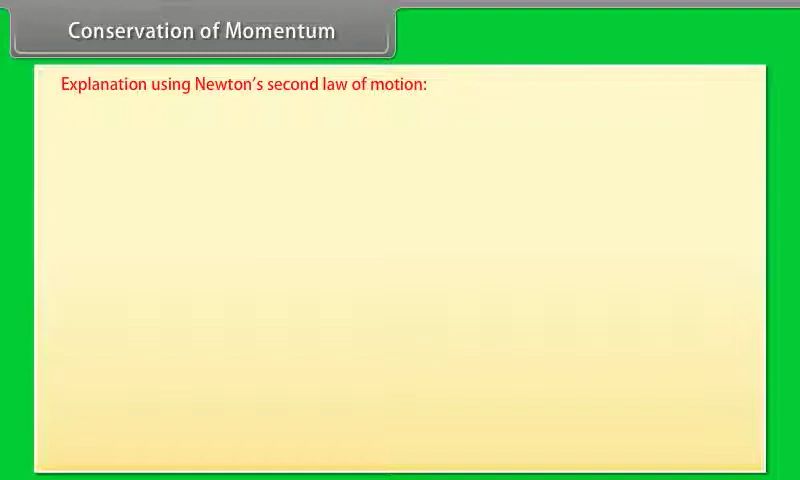 Conservation of Momentum
Explanation using Newton's second law of motion: